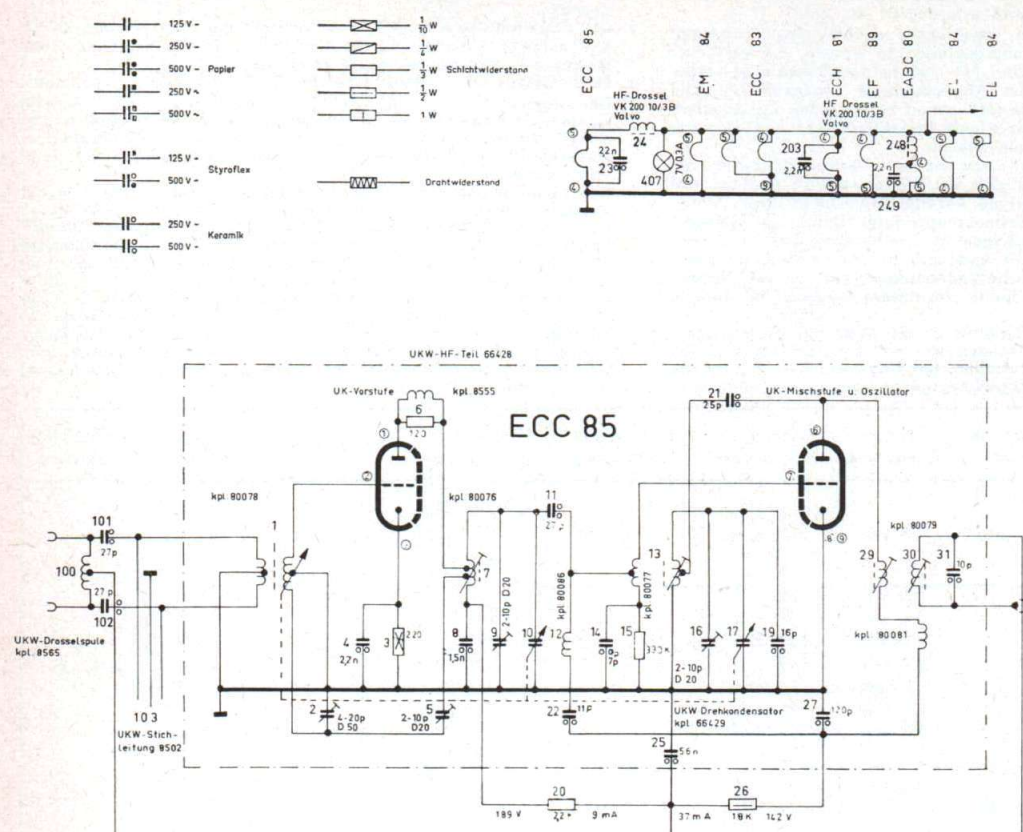 125 V -
250 V -
500 V - Papier
250 V ~
500 V ~
125 V -
Styroflex
500 V -
250 V -
Keramik
500 V -
1/10 W
1/4 W
1/3 W Schichtwiderstand
1/2 W
1 W
Drahtwiderstand
ECC 85
EM 84
ECC 83
ECH 81
EF 89
EABC 80
EL 84
HF-Drossel
VK 200 10/3B
Valvo
24
HF Drossel
VK 200 10/3B
Valvo
2,2n
23
407
7V 0,3A
203
2,2n
248
2,2n
249
UKW-HF-Teil 66428
UK-Vorstufe
kpl. 8555
6
120
ECC 85
21
25p
UK-Mischstufe u. Oszillator
kpl. 80078
1
kpl. 80076
7
11
27p
13
kpl. 80077
kpl. 80086
kpl. 80079
29
30
31
10p
101
27p
100
27p
102
UKW-Drosselspule
kpl. 8565
103
UKW-Stich-
leitung 8502
4
2,2n
3
220
8
1,5n
9
2-10p D20
10
12
14
7p
15
330K
16
2-10p
D 20
17
19
16p
kpl. 80081
2
4-20p
D 50
5
2-10p
D20
22
11p
UKW Drehkondensator
kpl 66429
27
120p
25
5,6n
189 V
20
9 mA
37 mA
26
18K
142 V